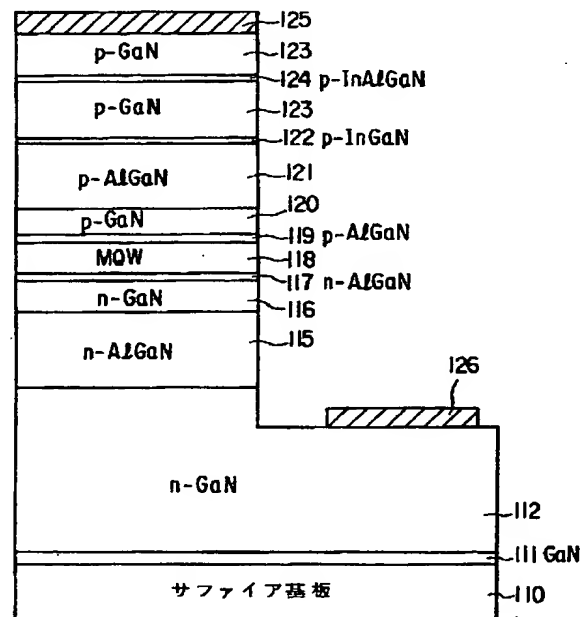 125
p-GaN 123
124 p-InAlGaN
p-GaN 123
122 p-InGaN
p-AlGaN 121
p-GaN 120
119 p-AlGaN
MQW 118
117 n-AlGaN
n-GaN 116
n-AlGaN 115
126
n-GaN 112
111 GaN
サファイア基板 110